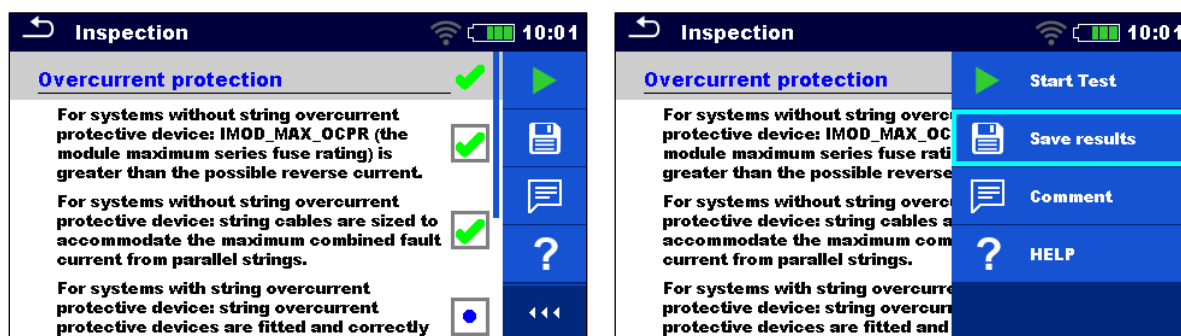 Inspection 10:01
Overcurrent protection
For systems without string overcurrent
protective device: IMOD_MAX_OCPR (the
module maximum series fuse rating) is
greater than the possible reverse current.
For systems without string overcurrent
protective device: string cables are sized to
accommodate the maximum combined fault
current from parallel strings.
For systems with string overcurrent
protective device: string overcurrent
protective devices are fitted and correctly
?
Inspection 10:01
Overcurrent protection
For systems without string overc
protective device: IMOD_MAX_OC
module maximum series fuse rati
greater than the possible reverse
For systems without string overc
protective device: string cables a
accommodate the maximum com
current from parallel strings.
For systems with string overcurre
protective device: string overcurr
protective devices are fitted and
Start Test
Save results
Comment
? HELP